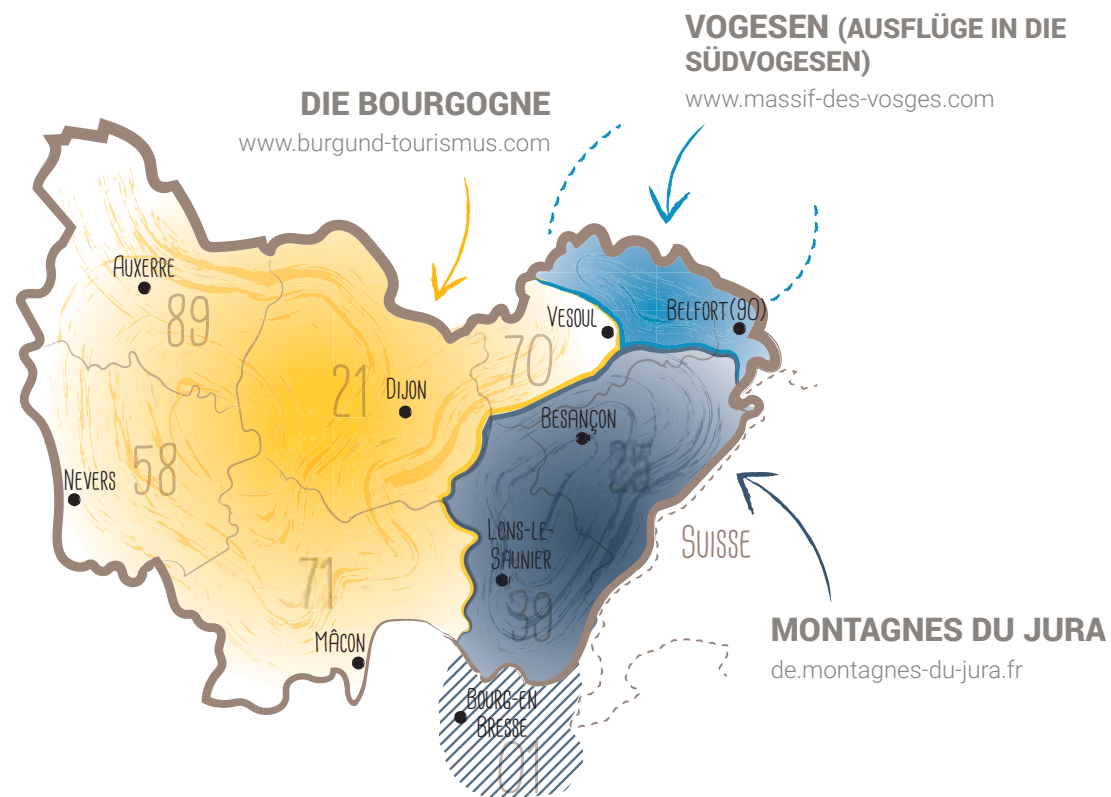 VOGESEN (AUSFLÜGE IN DIE
SÜDVOGESEN)
www.massif-des-vosges.com
DIE BOURGOGNE
www.burgund-tourismus.com
AUXERRE
89
VESOUL
BELFORT(90)
70
21
DIJON
BESANÇON
25
58
NEVERS
LONS-LE-
SAUNIER
SUISSE
71
39
MÂCON
MONTAGNES DU JURA
de.montagnes-du-jura.fr
BOURG-EN
BRESSE
01